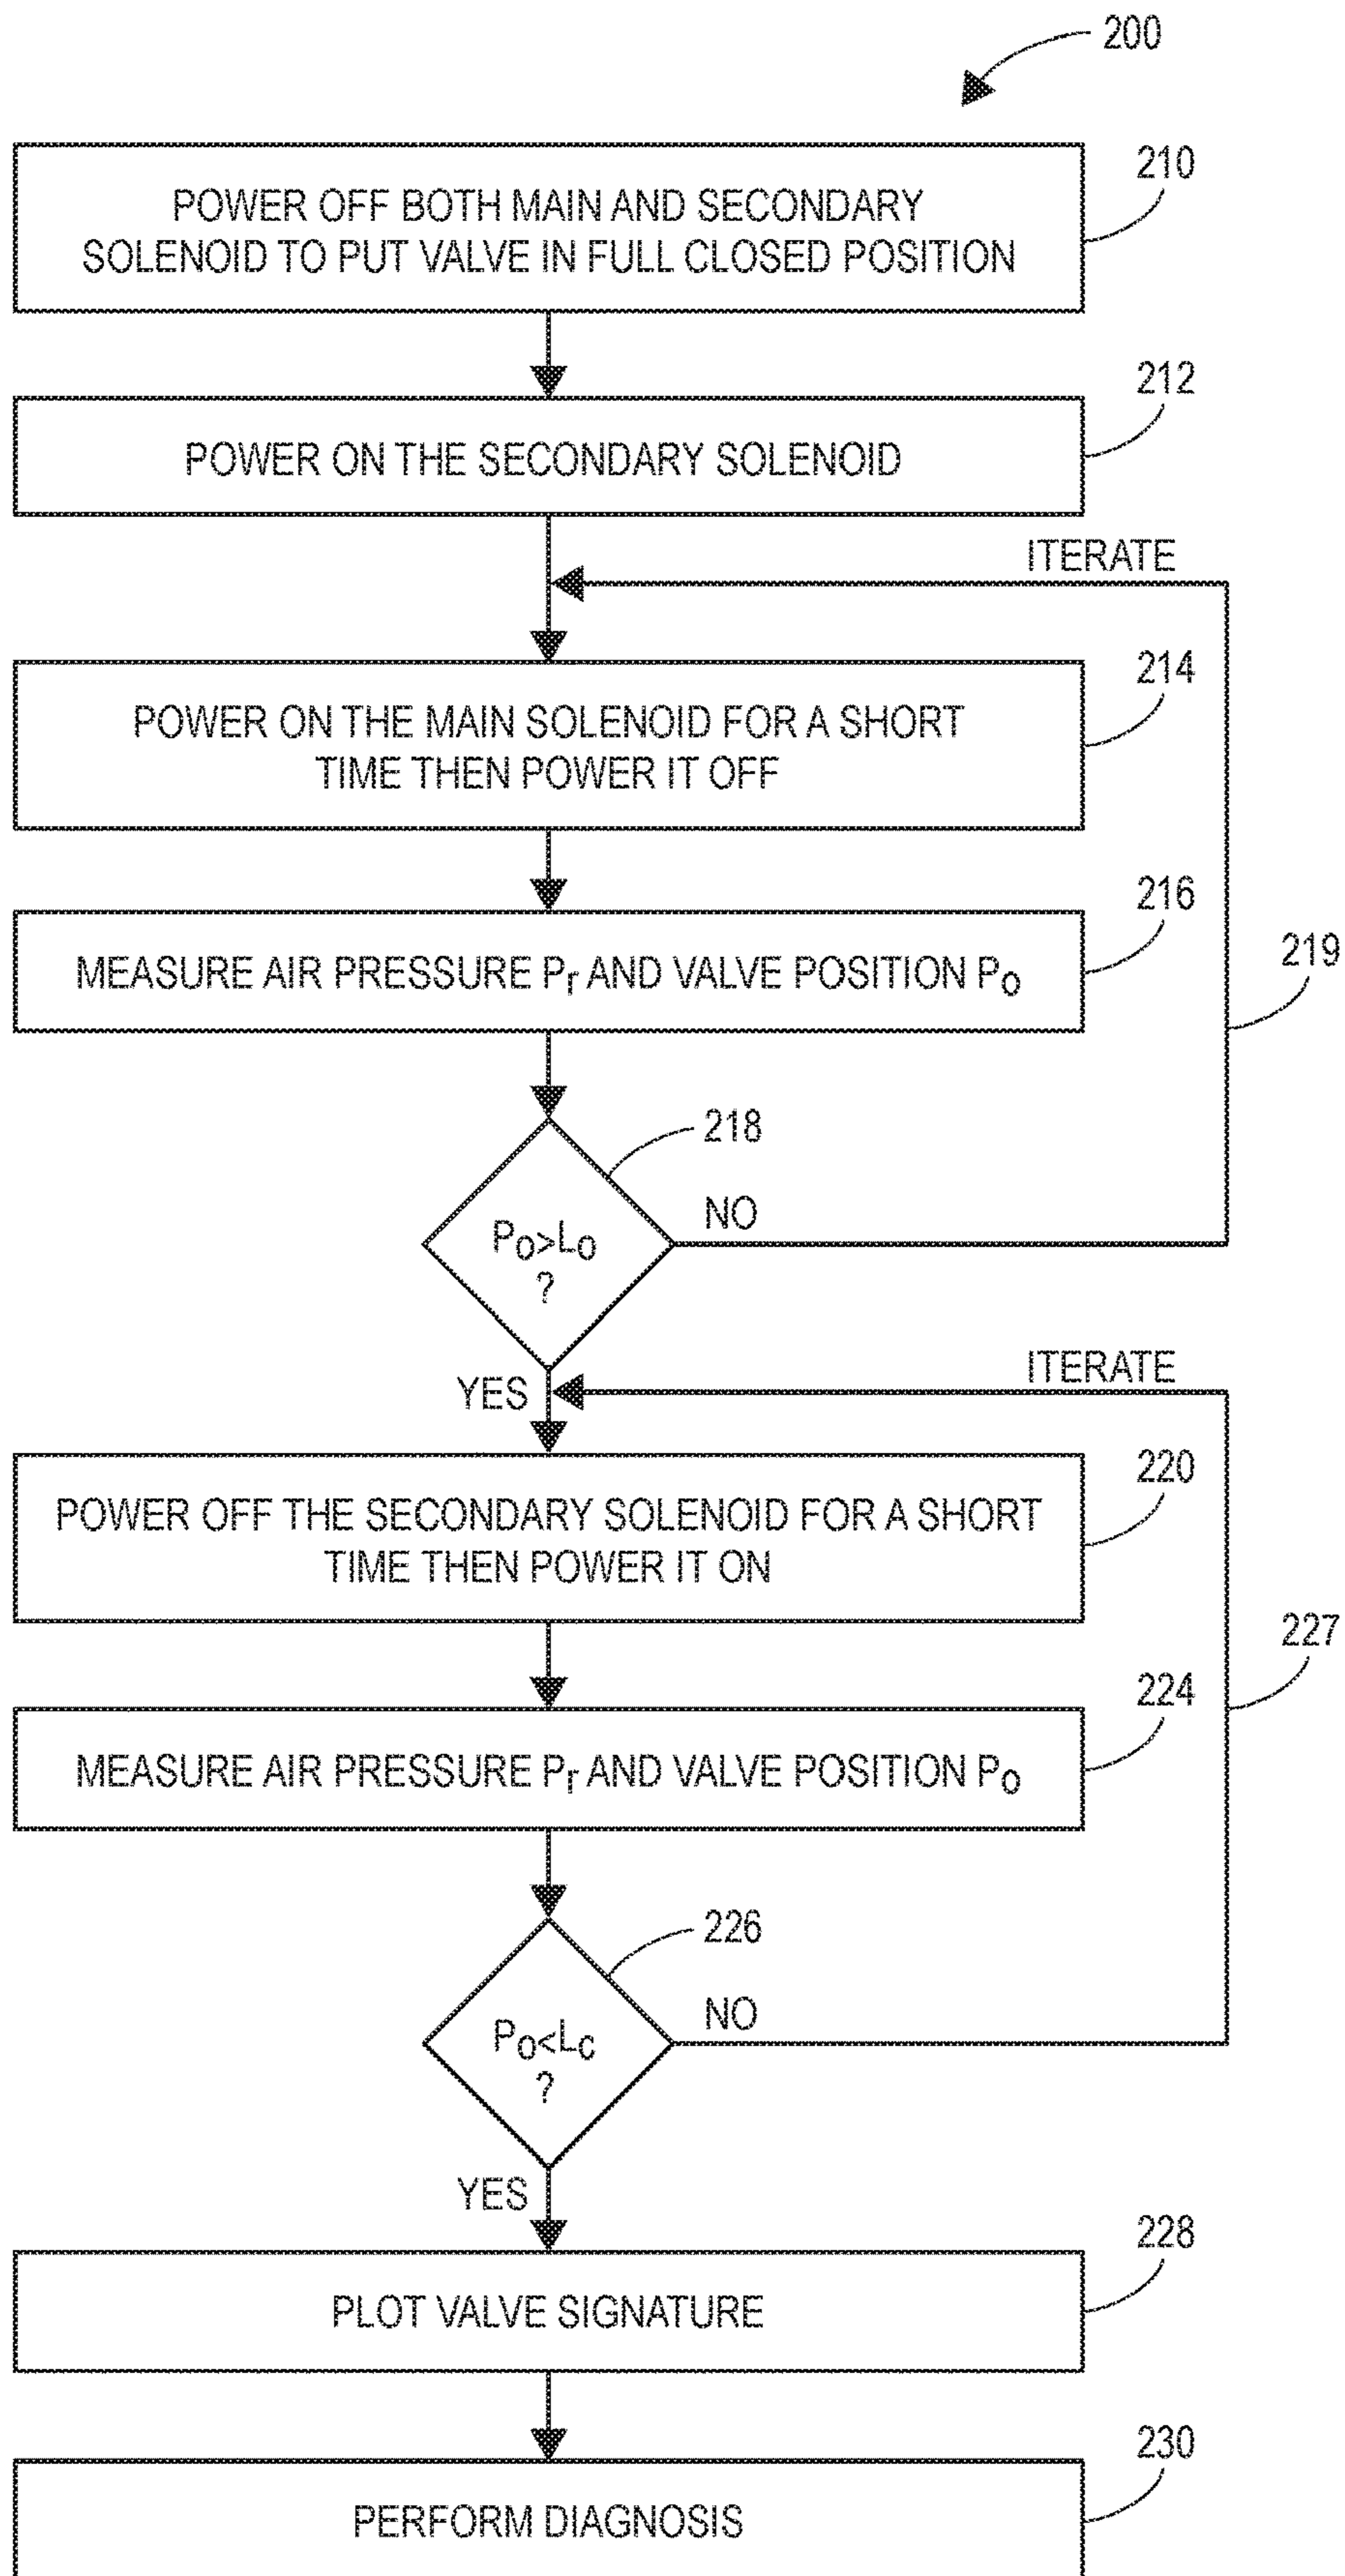 200
210
POWER OFF BOTH MAIN AND SECONDARY
SOLENOID TO PUT VALVE IN FULL CLOSED POSITION
212
POWER ON THE SECONDARY SOLENOID
ITERATE
214
POWER ON THE MAIN SOLENOID FOR A SHORT
TIME THEN POWER IT OFF
216
MEASURE AIR PRESSURE Pr AND VALVE POSITION Po
219
218
NO
Po>Lo
?
YES
ITERATE
220
POWER OFF THE SECONDARY SOLENOID FOR A SHORT
TIME THEN POWER IT ON
227
224
MEASURE AIR PRESSURE Pr AND VALVE POSITION Po
226
NO
Po<Lc
?
YES
228
PLOT VALVE SIGNATURE
230
PERFORM DIAGNOSIS